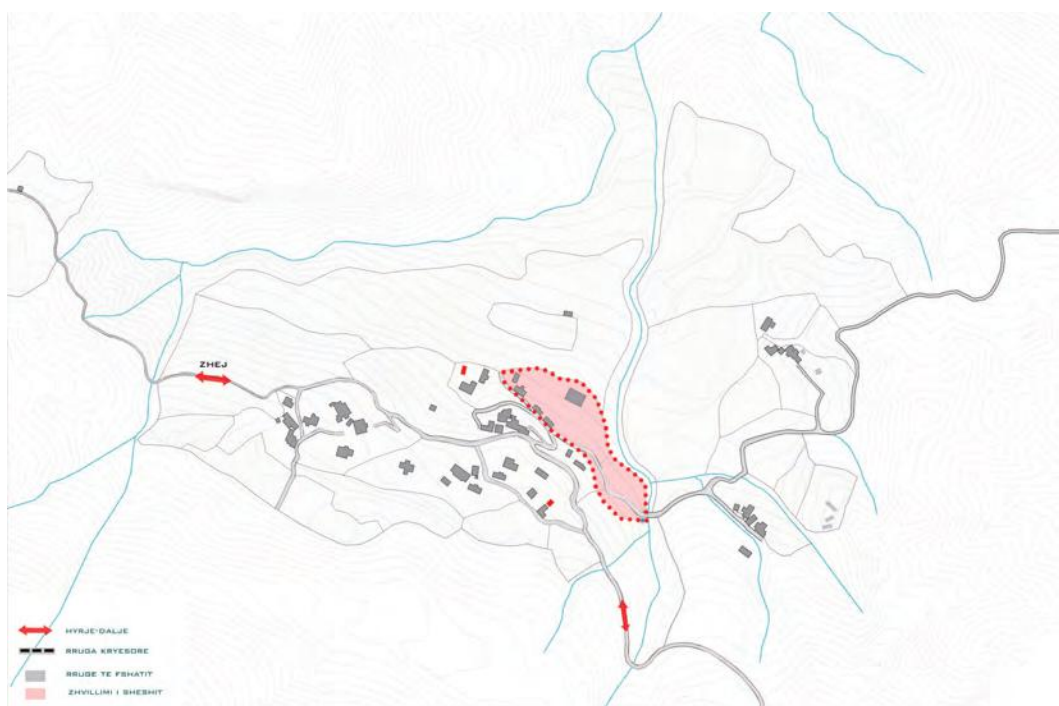 ZHEJ
HYRJE-DALJE
RRUGA KRYESORE
RRUGE TE FSHATIT
ZHVILLIMI I SHESHIT